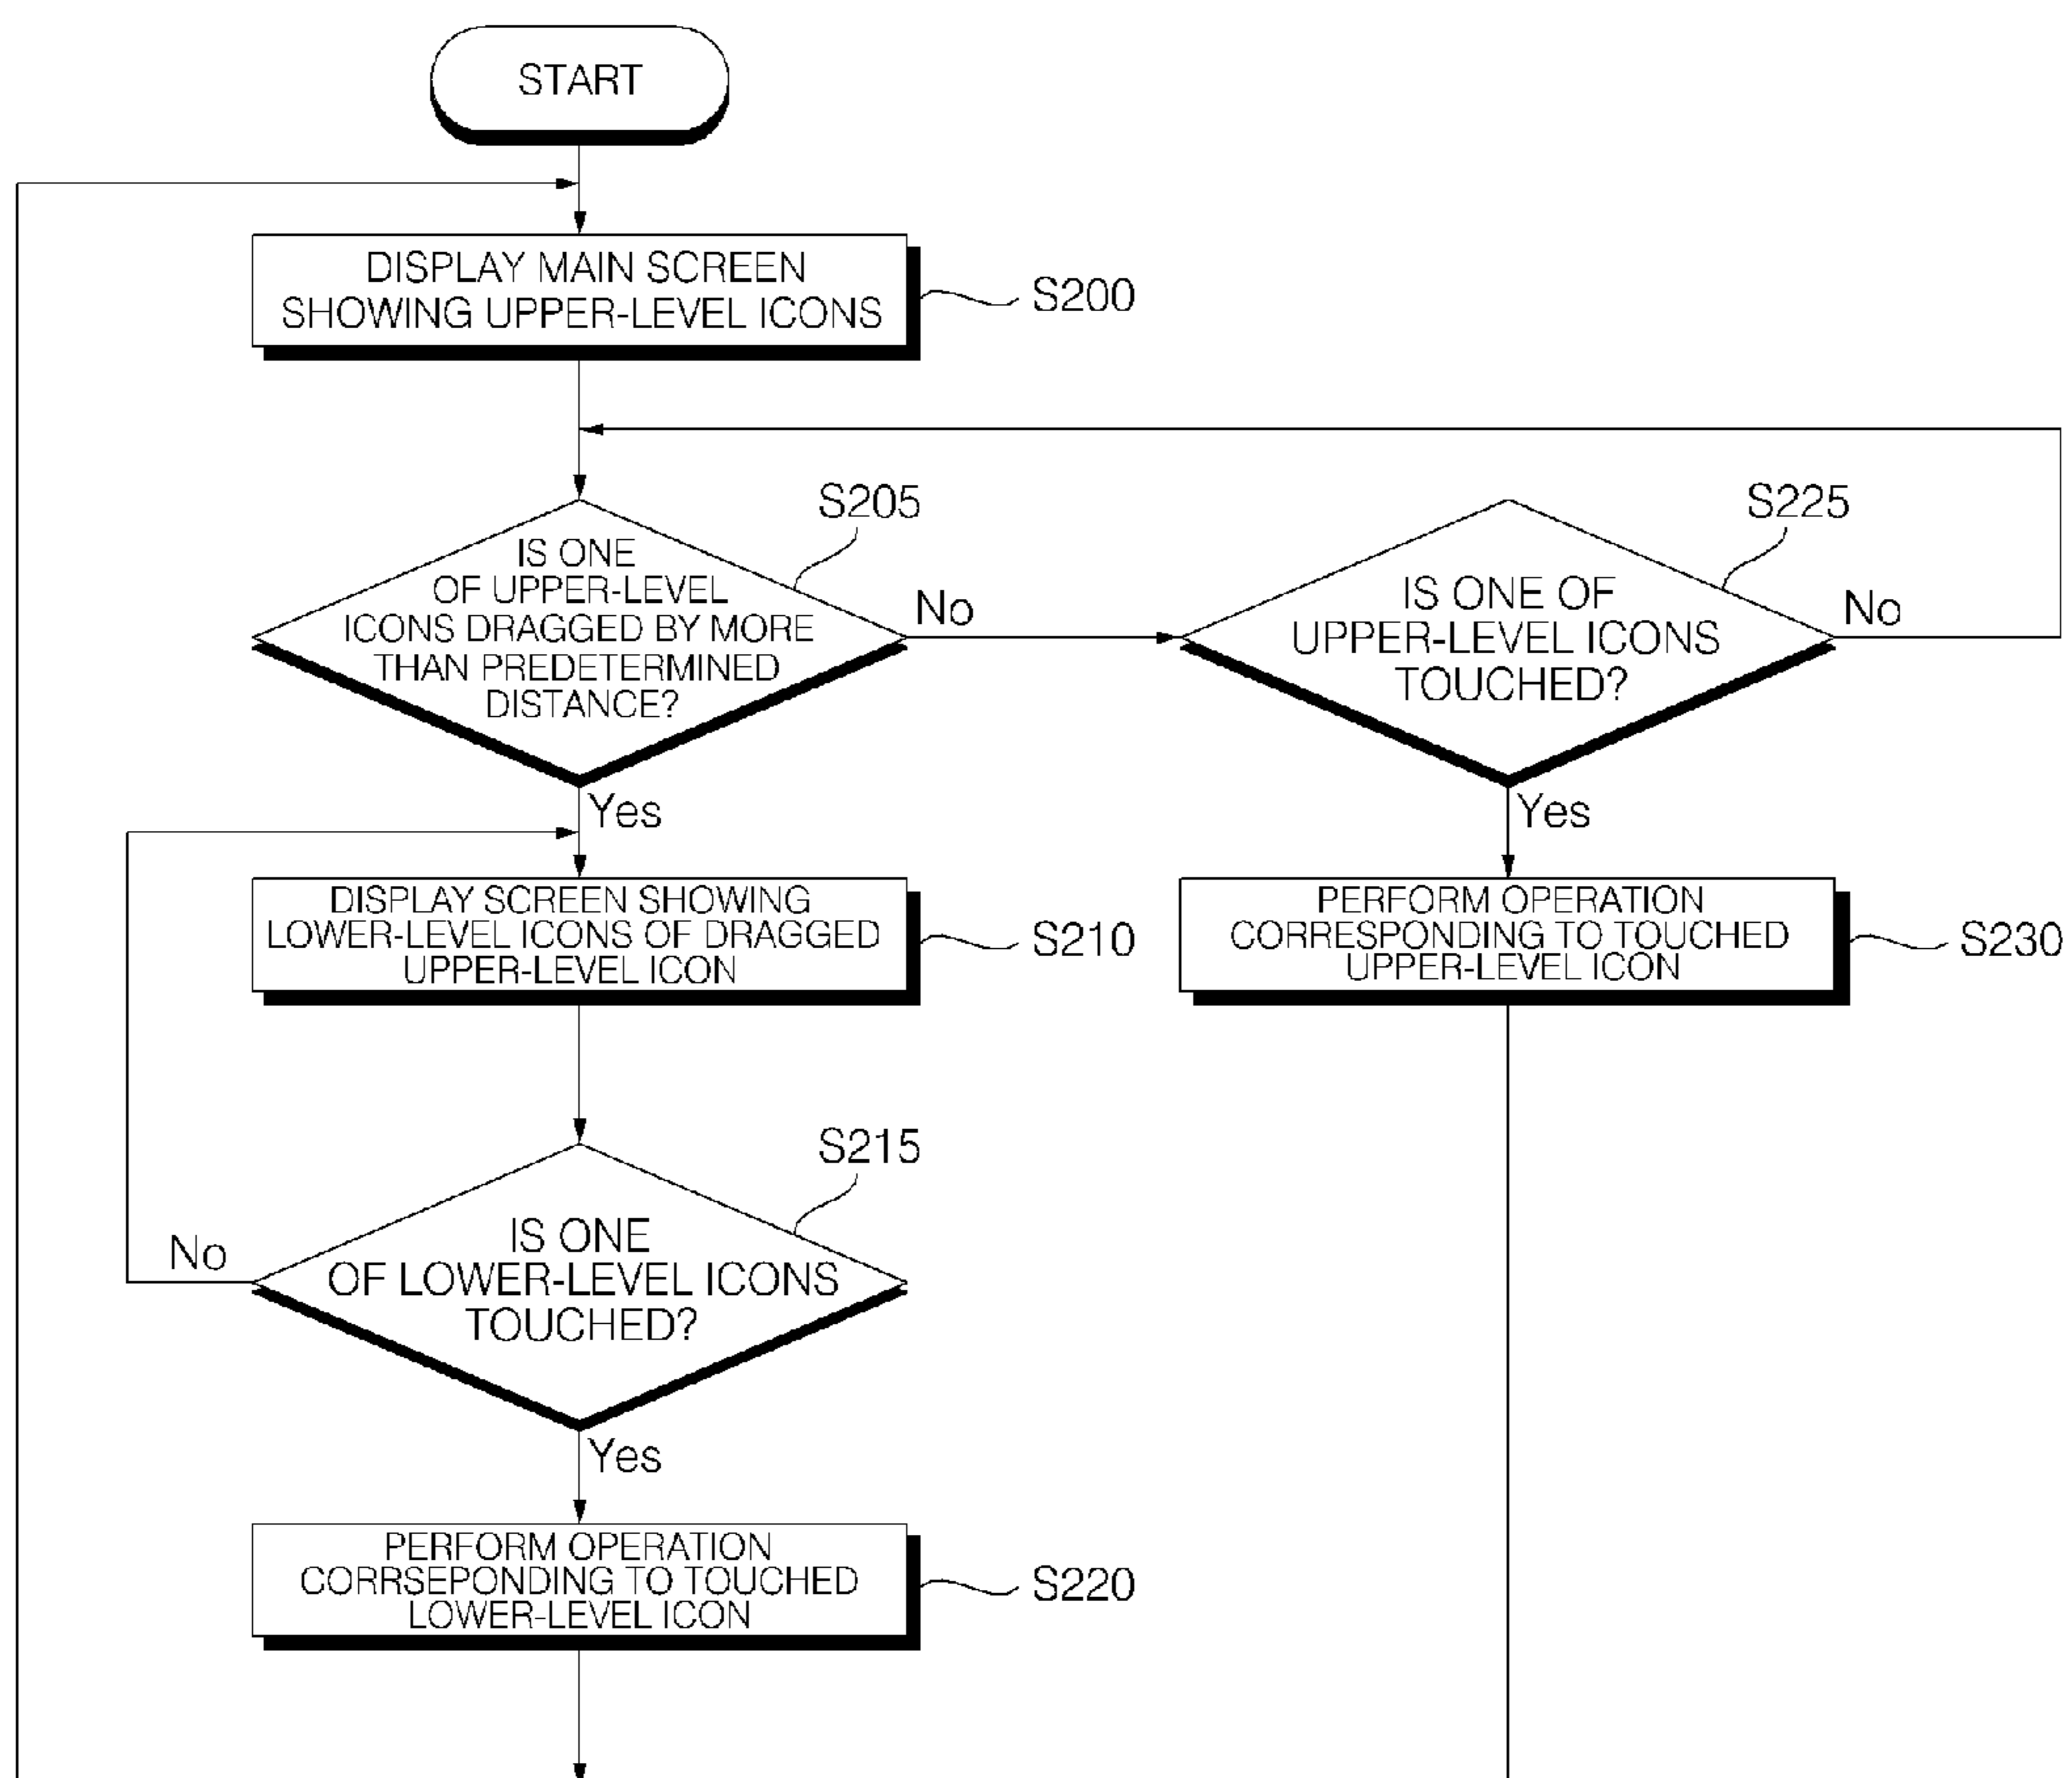 START
DISPLAY MAIN SCREEN
SHOWING UPPER-LEVEL ICONS
S200
S205
IS ONE
OF UPPER-LEVEL
ICONS DRAGGED BY MORE
THAN PREDETERMINED
DISTANCE?
No
Yes
S225
IS ONE OF
UPPER-LEVEL ICONS
TOUCHED?
No
Yes
DISPLAY SCREEN SHOWING
LOWER-LEVEL ICONS OF DRAGGED
UPPER-LEVEL ICON
S210
PERFORM OPERATION
CORRESPONDING TO TOUCHED
UPPER-LEVEL ICON
S230
S215
IS ONE
OF LOWER-LEVEL ICONS
TOUCHED?
No
Yes
PERFORM OPERATION
CORRSEPONDING TO TOUCHED
LOWER-LEVEL ICON
S220